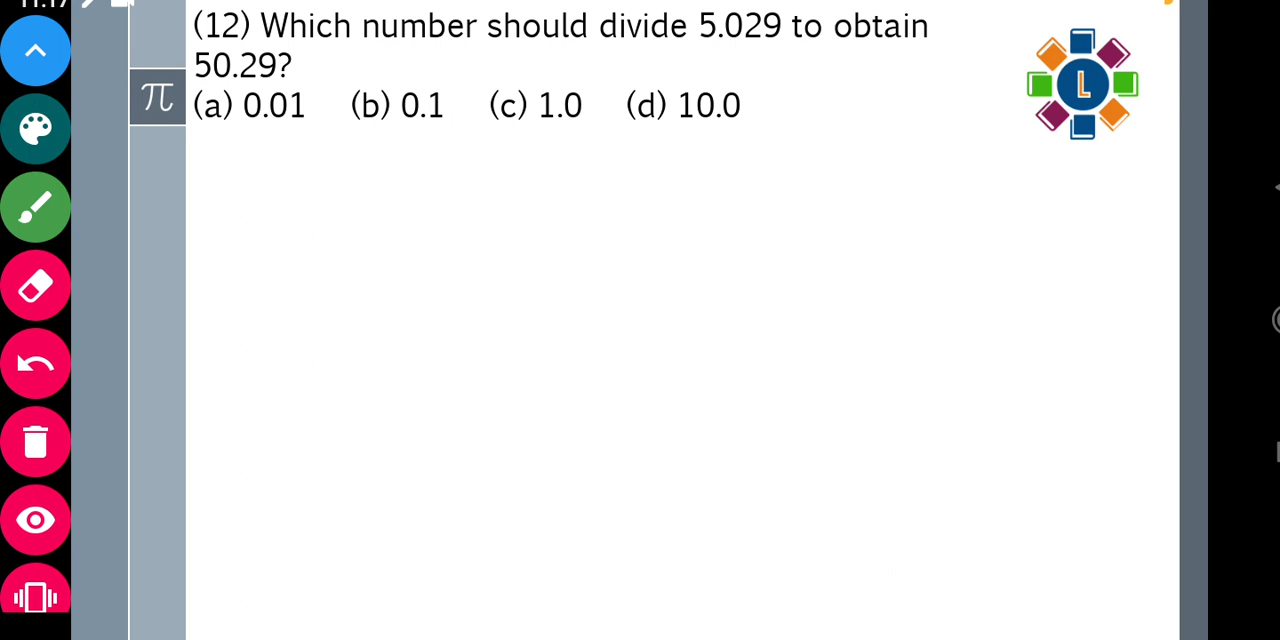 (12) Which number should divide 5.029 to obtain
50.29?
(a) 0.01 (b) 0.1 (c) 1.0 (d) 10.0
π
L